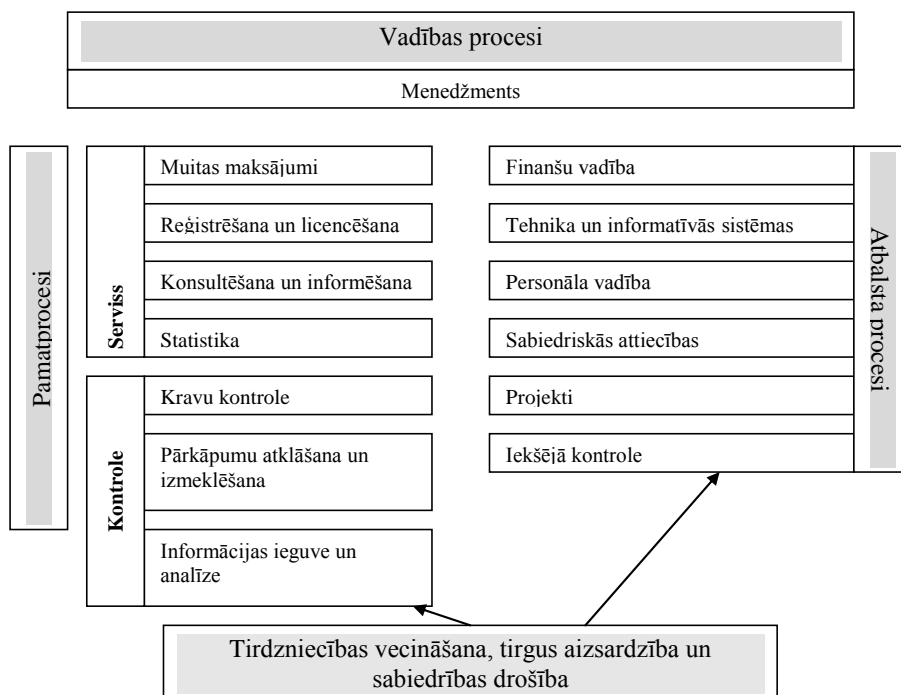 Vadības procesi
Menedžments
Pamatprocesi
Serviss
Muitas maksājumi
Reģistrēšana un licencēšana
Konsultēšana un informēšana
Statistika
Kontrole
Kravu kontrole
Pārkāpumu atklāšana un
izmeklēšana
Informācijas ieguve un
analīze
Finanšu vadība
Tehnika un informatīvās sistēmas
Personāla vadība
Sabiedriskās attiecības
Projekti
Iekšējā kontrole
Atbalsta procesi
Tirdzniecības vecināšana, tirgus aizsardzība un
sabiedrības drošība